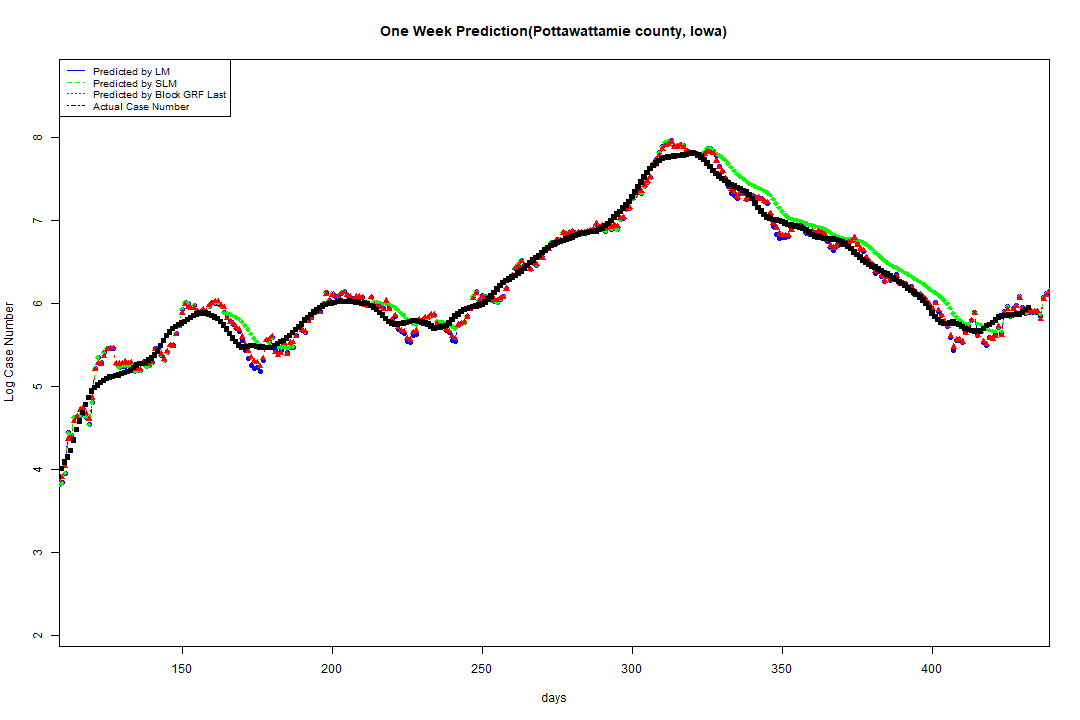 One Week Prediction(Pottawattamie county, Iowa)
Predicted by LM
Predicted by SLM
Predicted by Block GRF Last
Actual Case Number
8
7
6
5
4
3
2
Log Case Number
150 200 250 300 350 400
days